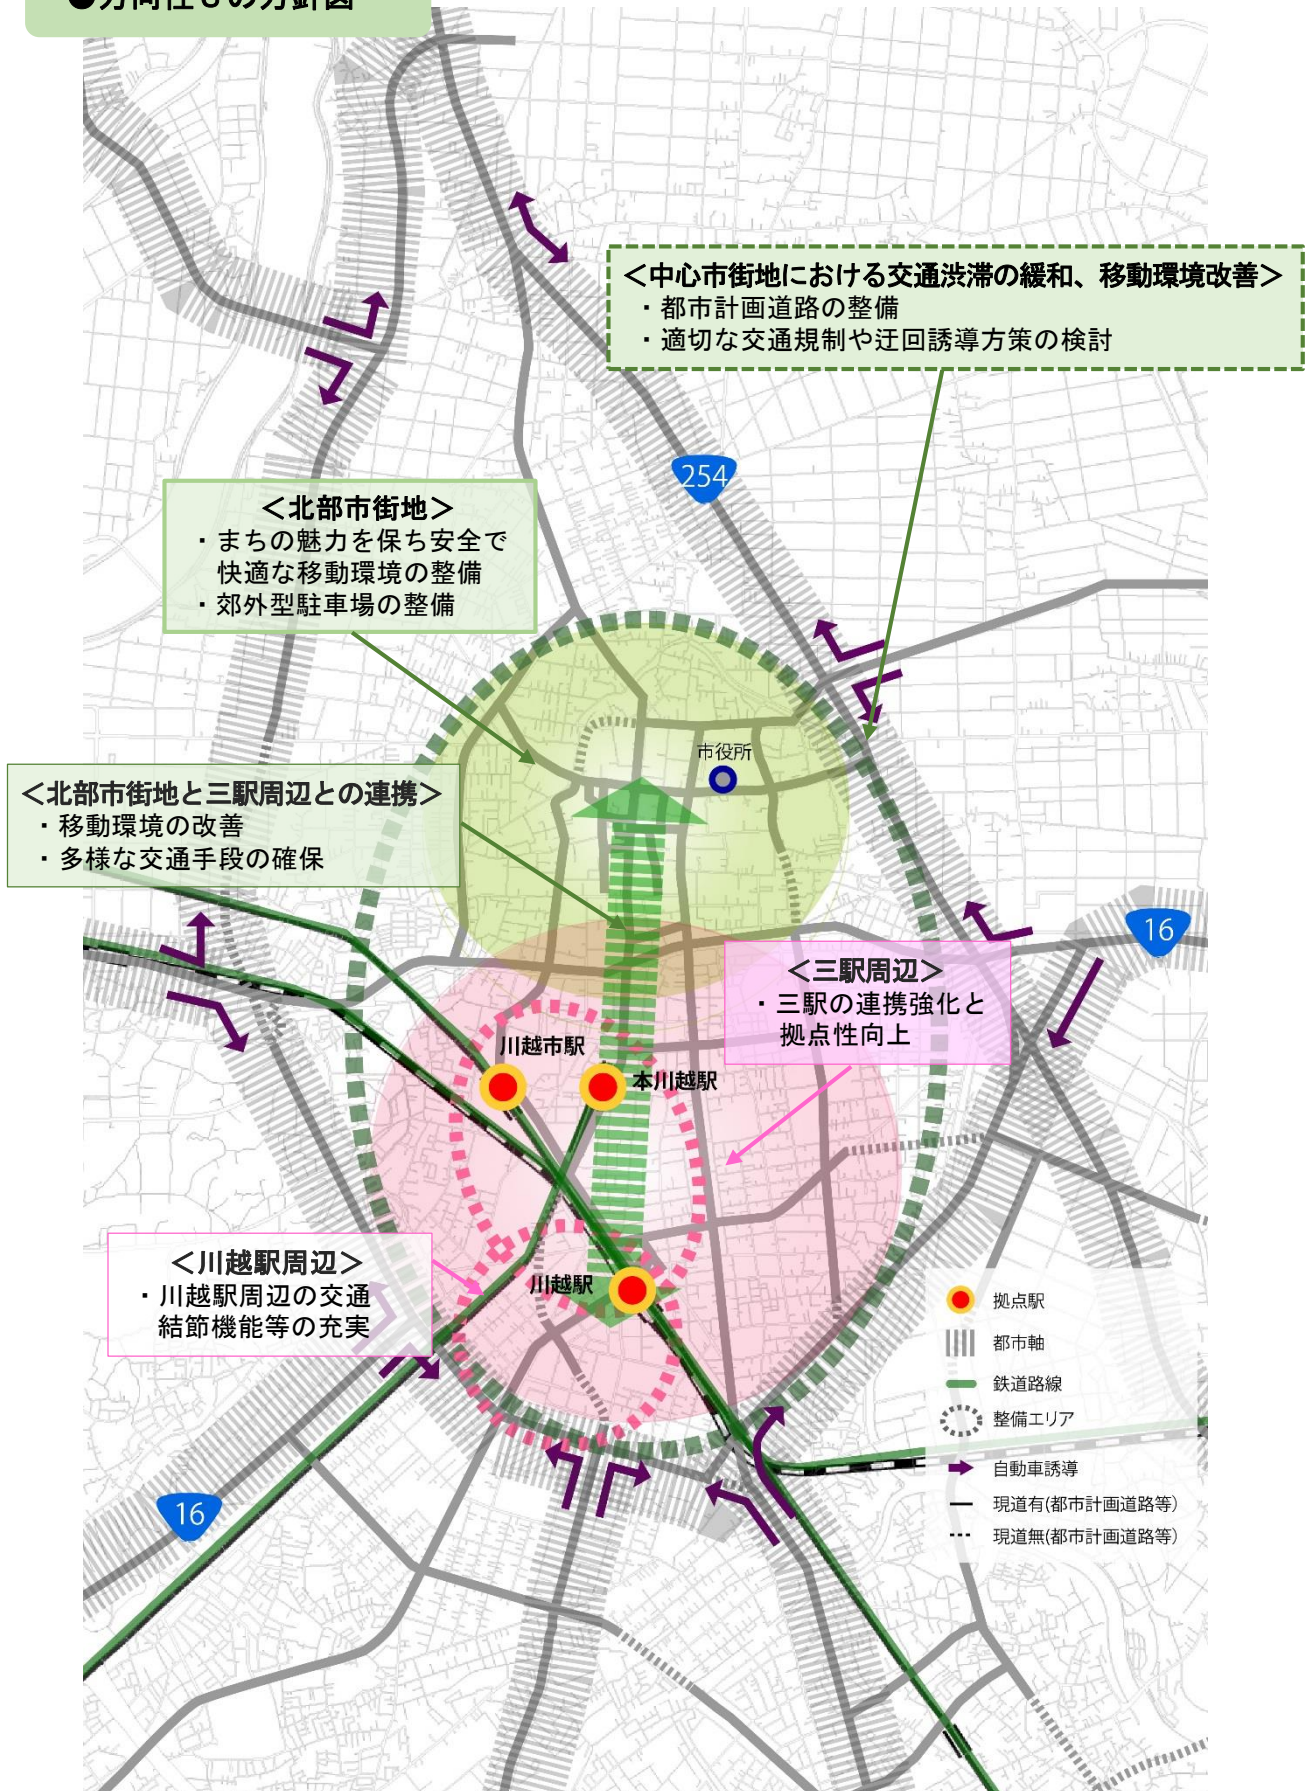 <中心市街地における交通渋滞の緩和、移動環境改善>
・都市計画道路の整備
・適切な交通規制や迂回誘導方策の検討
254
<北部市街地>
・まちの魅力を保ち安全で
快適な移動環境の整備
・郊外型駐車場の整備
市役所
<北部市街地と三駅周辺との連携>
・移動環境の改善
・多様な交通手段の確保
16
<三駅周辺>
・三駅の連携強化と
拠点性向上
川越市駅
本川越駅
<川越駅周辺>
・川越駅周辺の交通
結節機能等の充実
川越駅
拠点駅
都市軸
鉄道路線
整備エリア
自動車誘導
現道有(都市計画道路等)
現道無(都市計画道路等)
16